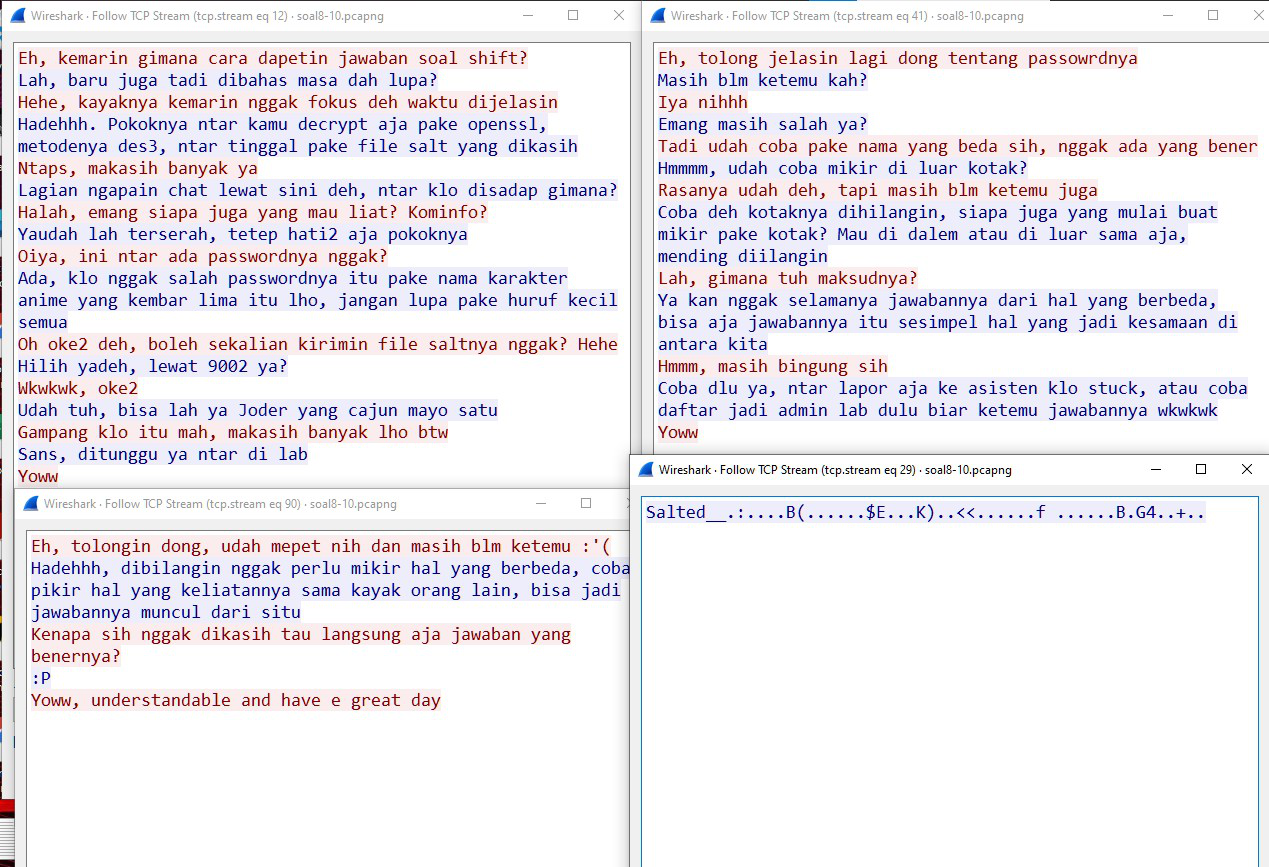 Wireshark · Follow TCP Stream (tcp.stream eq 12) · soal8-10.pcapng
Eh, kemarin gimana cara dapetin jawaban soal shift?
Lah, baru juga tadi dibahas masa dah lupa?
Hehe, kayaknya kemarin nggak fokus deh waktu dijelasin
Hadehhh. Pokoknya ntar kamu decrypt aja pake openssl,
metodenya des3, ntar tinggal pake file salt yang dikasih
Ntaps, makasih banyak ya
Lagian ngapain chat lewat sini deh, ntar klo disadap gimana?
Halah, emang siapa juga yang mau liat? Kominfo?
Yaudah lah terserah, tetep hati2 aja pokoknya
Oiya, ini ntar ada passwordnya nggak?
Ada, klo nggak salah passwordnya itu pake nama karakter
anime yang kembar lima itu lho, jangan lupa pake huruf kecil
semua
Oh oke2 deh, boleh sekalian kirimin file saltnya nggak? Hehe
Hilih yadeh, lewat 9002 ya?
Wkwkwk, oke2
Udah tuh, bisa lah ya Joder yang cajun mayo satu
Gampang klo itu mah, makasih banyak lho btw
Sans, ditunggu ya ntar di lab
Yoww
Wireshark · Follow TCP Stream (tcp.stream eq 41) · soal8-10.pcapng
Eh, tolong jelasin lagi dong tentang passowrdnya
Masih blm ketemu kah?
Iya nihhh
Emang masih salah ya?
Tadi udah coba pake nama yang beda sih, nggak ada yang bener
Hmmmm, udah coba mikir di luar kotak?
Rasanya udah deh, tapi masih blm ketemu juga
Coba deh kotaknya dihilangin, siapa juga yang mulai buat
mikir pake kotak? Mau di dalem atau di luar sama aja,
mending diilangin
Lah, gimana tuh maksudnya?
Ya kan nggak selamanya jawabannya dari hal yang berbeda,
bisa aja jawabannya itu sesimpel hal yang jadi kesamaan di
antara kita
Hmmm, masih bingung sih
Coba dlu ya, ntar lapor aja ke asisten klo stuck, atau coba
daftar jadi admin lab dulu biar ketemu jawabannya wkwkwk
Yoww
Wireshark · Follow TCP Stream (tcp.stream eq 90) · soal8-10.pcapng
Eh, tolongin dong, udah mepet nih dan masih blm ketemu :'(
Hadehhh, dibilangin nggak perlu mikir hal yang berbeda, coba
pikir hal yang keliatannya sama kayak orang lain, bisa jadi
jawabannya muncul dari situ
Kenapa sih nggak dikasih tau langsung aja jawaban yang
benernya?
:P
Yoww, understandable and have e great day
Wireshark · Follow TCP Stream (tcp.stream eq 29) · soal8-10.pcapng
Salted__.:....B(......$E...K)..<<......f ......B.G4..+..